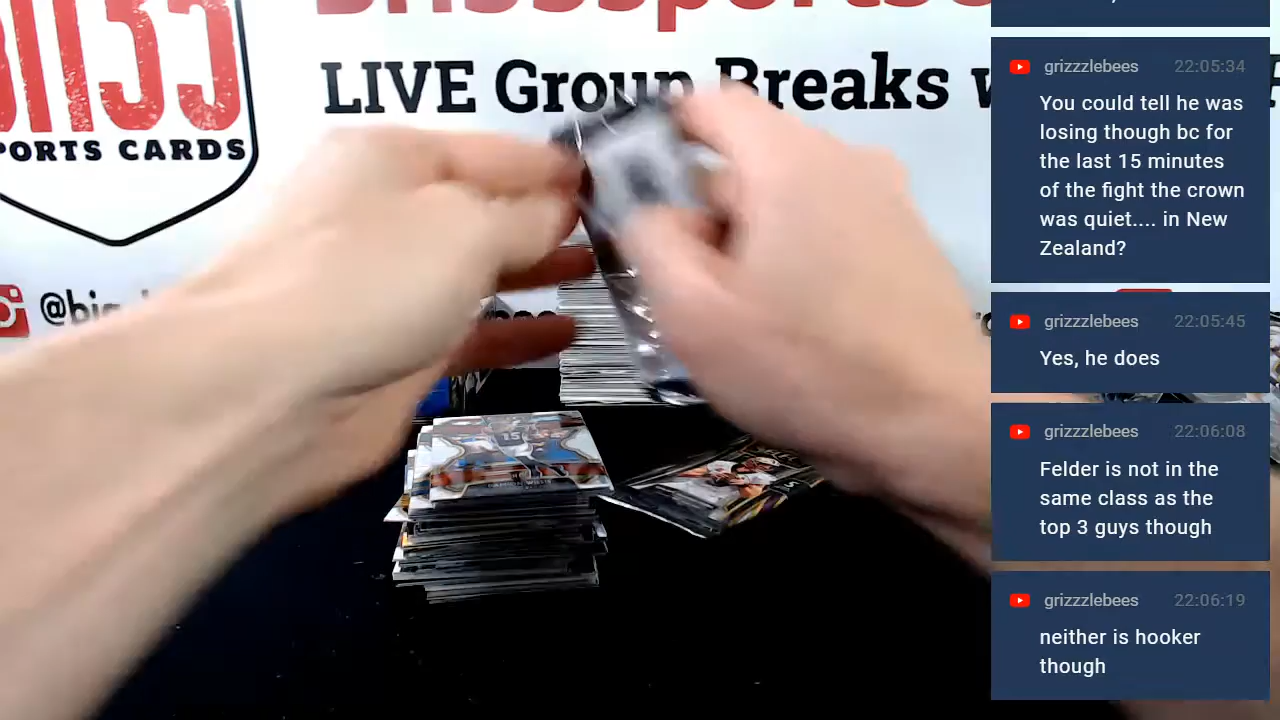 LIVE Group Breaks
PORTS CARDS
grizzzlebees 22:05:34
You could tell he was
losing though bc for
the last 15 minutes
of the fight the crown
was quiet.... in New
Zealand?
grizzzlebees 22:05:45
Yes, he does
grizzzlebees 22:06:08
Felder is not in the
same class as the
top 3 guys though
grizzzlebees 22:06:19
neither is hooker
though